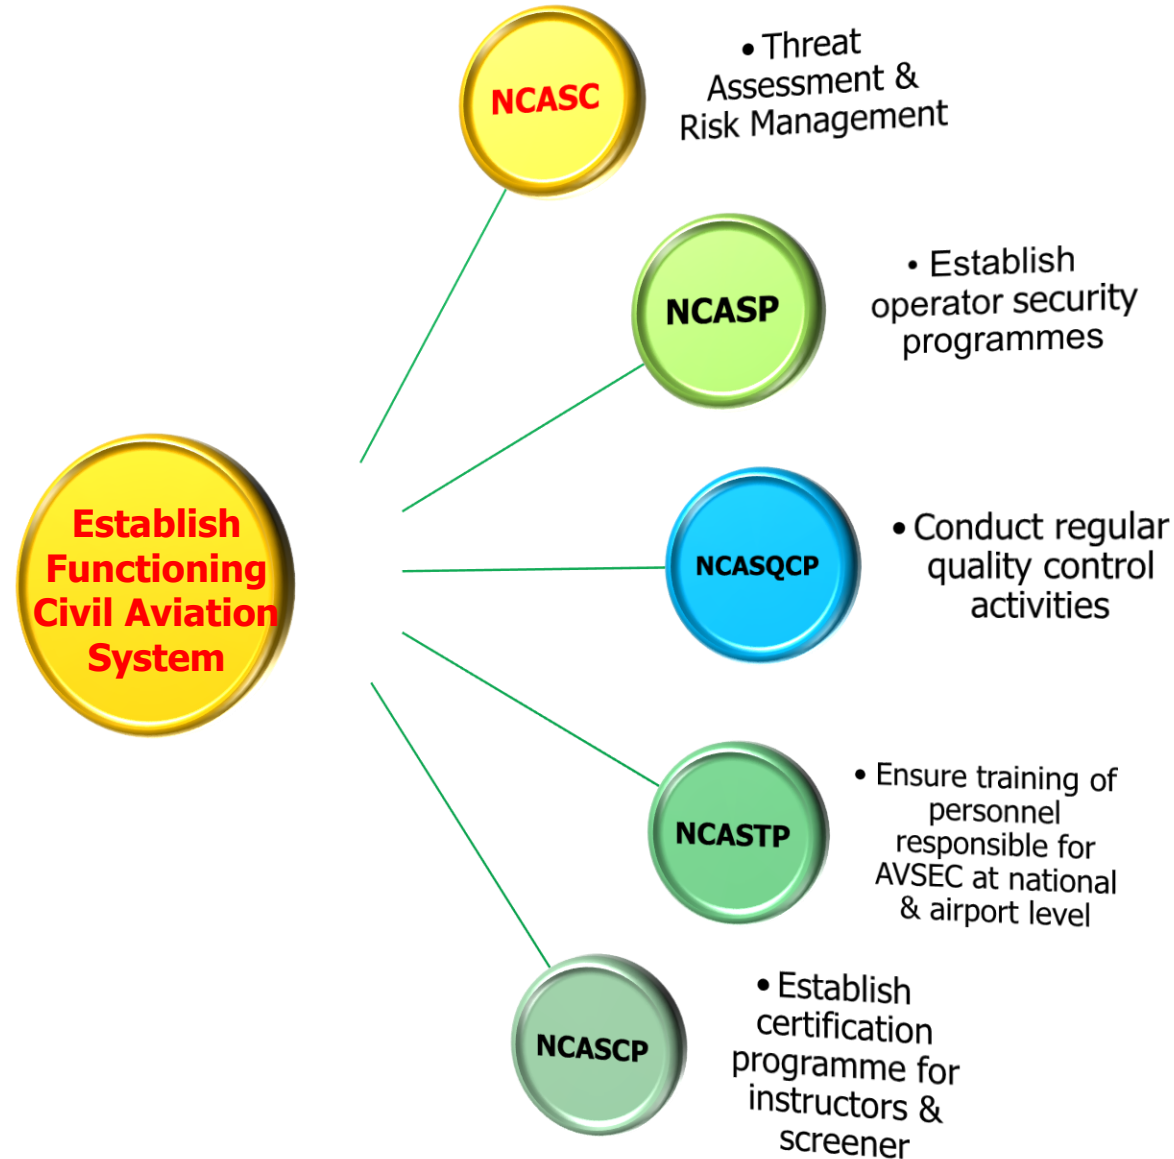 Establish
Functioning
Civil Aviation
System
NCASC
• Threat
Assessment &
Risk Management
NCASP
• Establish
operator security
programmes
NCASQCP
• Conduct regular
quality control
activities
NCASTP
• Ensure training of
personnel
responsible for
AVSEC at national
& airport level
NCASCP
• Establish
certification
programme for
instructors &
screener